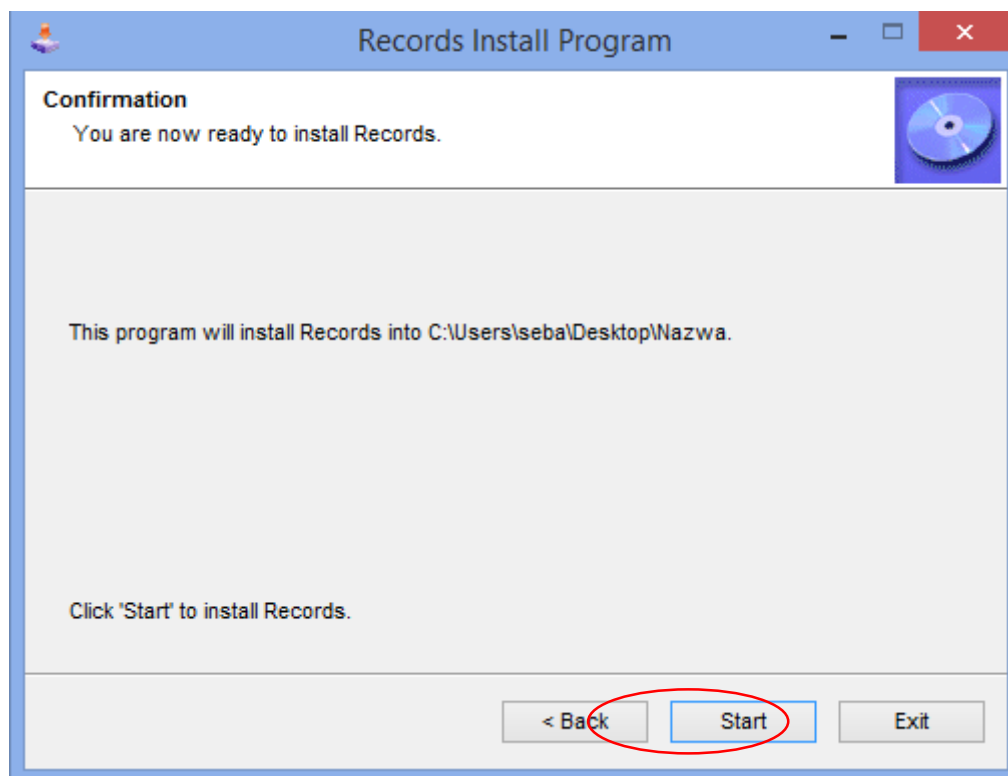 Records Install Program
Confirmation
You are now ready to install Records.
This program will install Records into C:\Users\seba\Desktop\Nazwa.
Click 'Start' to install Records.
< Back Start Exit